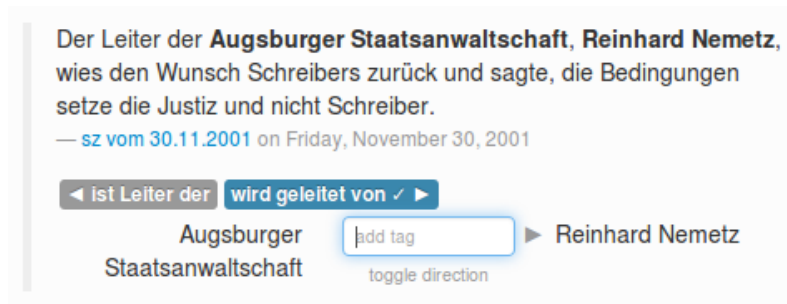 Der Leiter der Augsburger Staatsanwaltschaft, Reinhard Nemetz,
wies den Wunsch Schreibers zurück und sagte, die Bedingungen
setze die Justiz und nicht Schreiber.
— sz vom 30.11.2001 on Friday, November 30, 2001
◄ ist Leiter der wird geleitet von ✓ ►
Augsburger add tag ► Reinhard Nemetz
Staatsanwaltschaft toggle direction